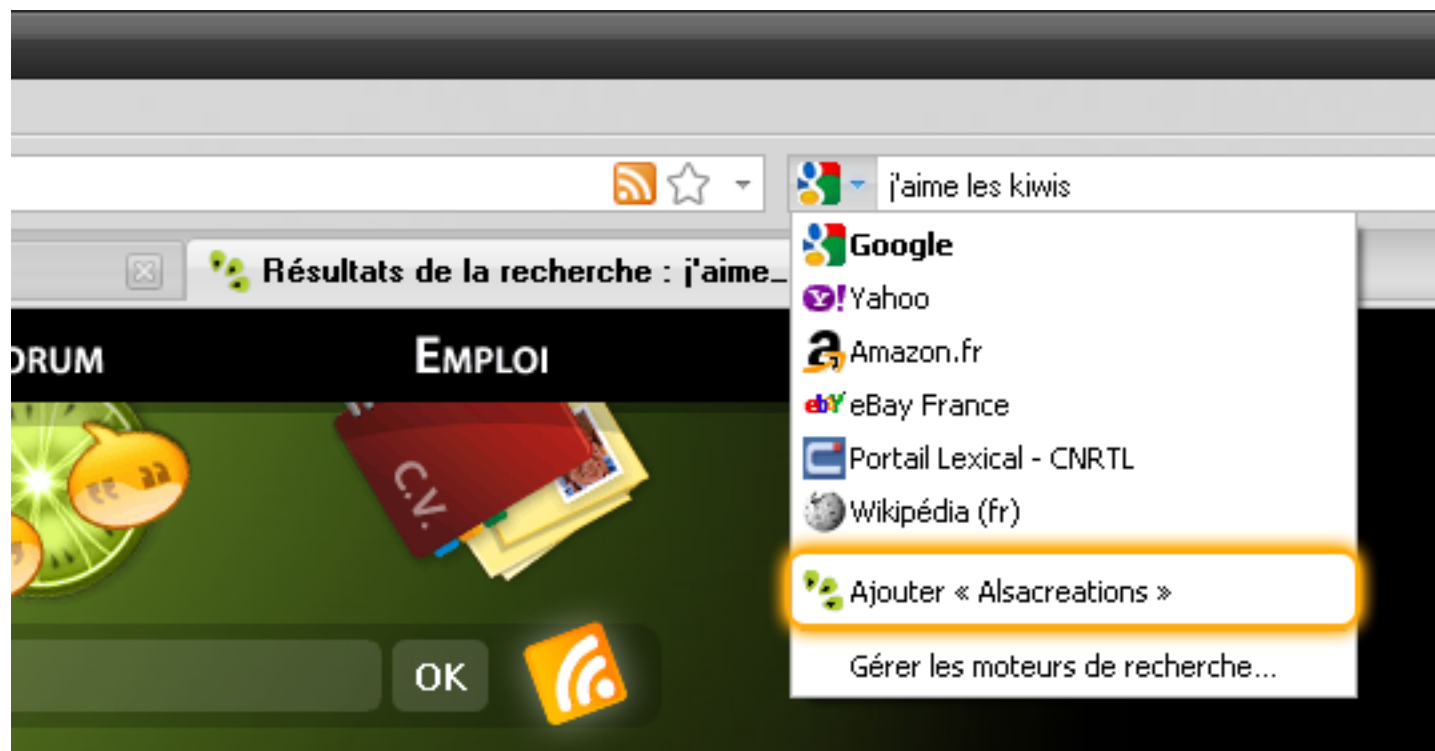 j'aime les kiwis
Résultats de la recherche : j'aime
Google
Yahoo
Amazon.fr
eBay France
Portail Lexical - CNRTL
Wikipédia (fr)
Ajouter « Alsacreations »
Gérer les moteurs de recherche...
ORUM
EMPLOI
C.V.
OK